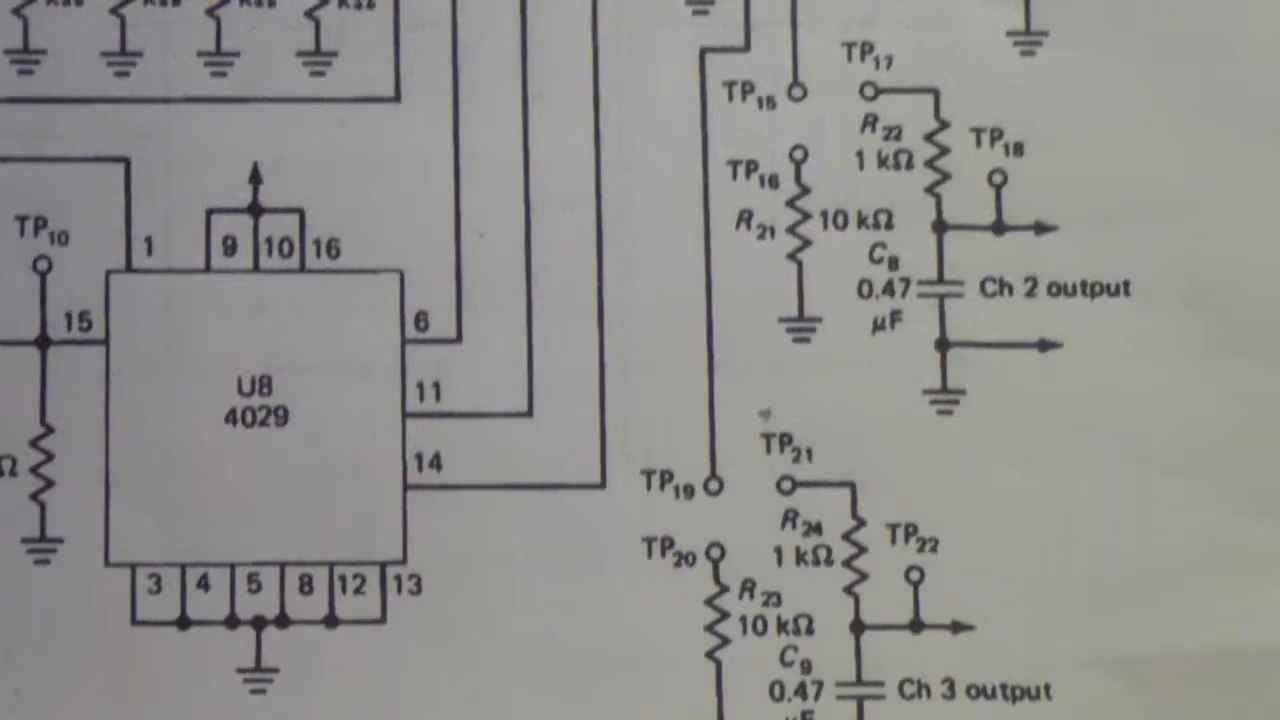 TP17
TP15
R22
1 kΩ
TP18
TP16
R21
10 kΩ
C8
0.47
μF
Ch 2 output
TP10
1
9
10
16
15
6
U8
4029
11
14
Ω
3
4
5
8
12
13
TP21
TP19
R24
1 kΩ
TP22
TP20
R23
10 kΩ
C9
0.47
μF
Ch 3 output